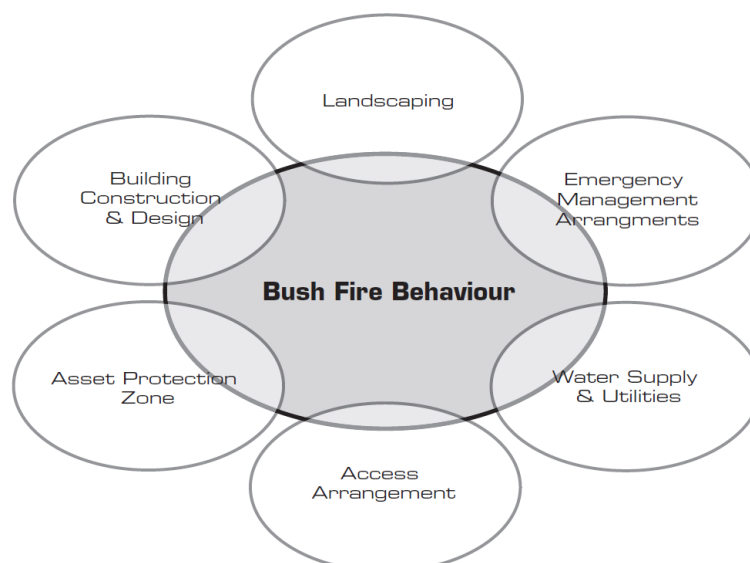 Landscaping
Building
Construction
& Design
Emergency
Management
Arrangments
Bush Fire Behaviour
Asset Protection
Zone
Water Supply
& Utilities
Access
Arrangement